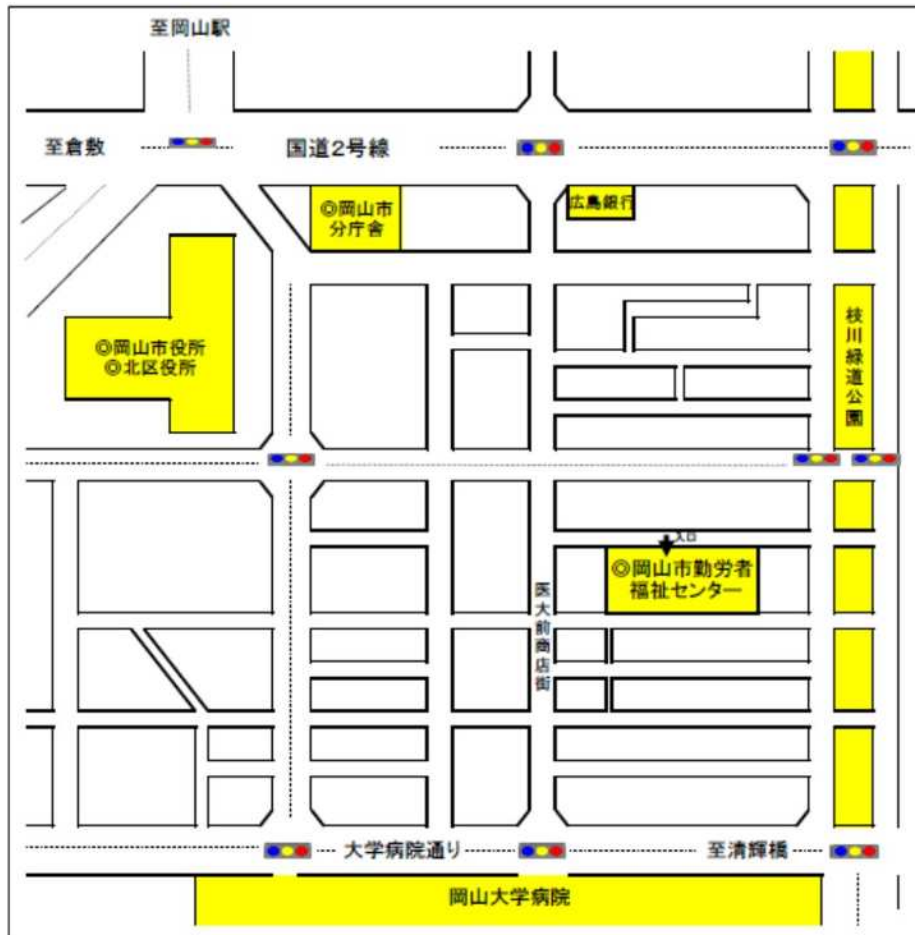 至岡山駅
至倉敷
国道2号線
◎岡山市
分庁舎
広島銀行
◎岡山市役所
◎北区役所
枝川緑道公園
入口
◎岡山市勤労者
福祉センター
医大前商店街
大学病院通り
至清輝橋
岡山大学病院